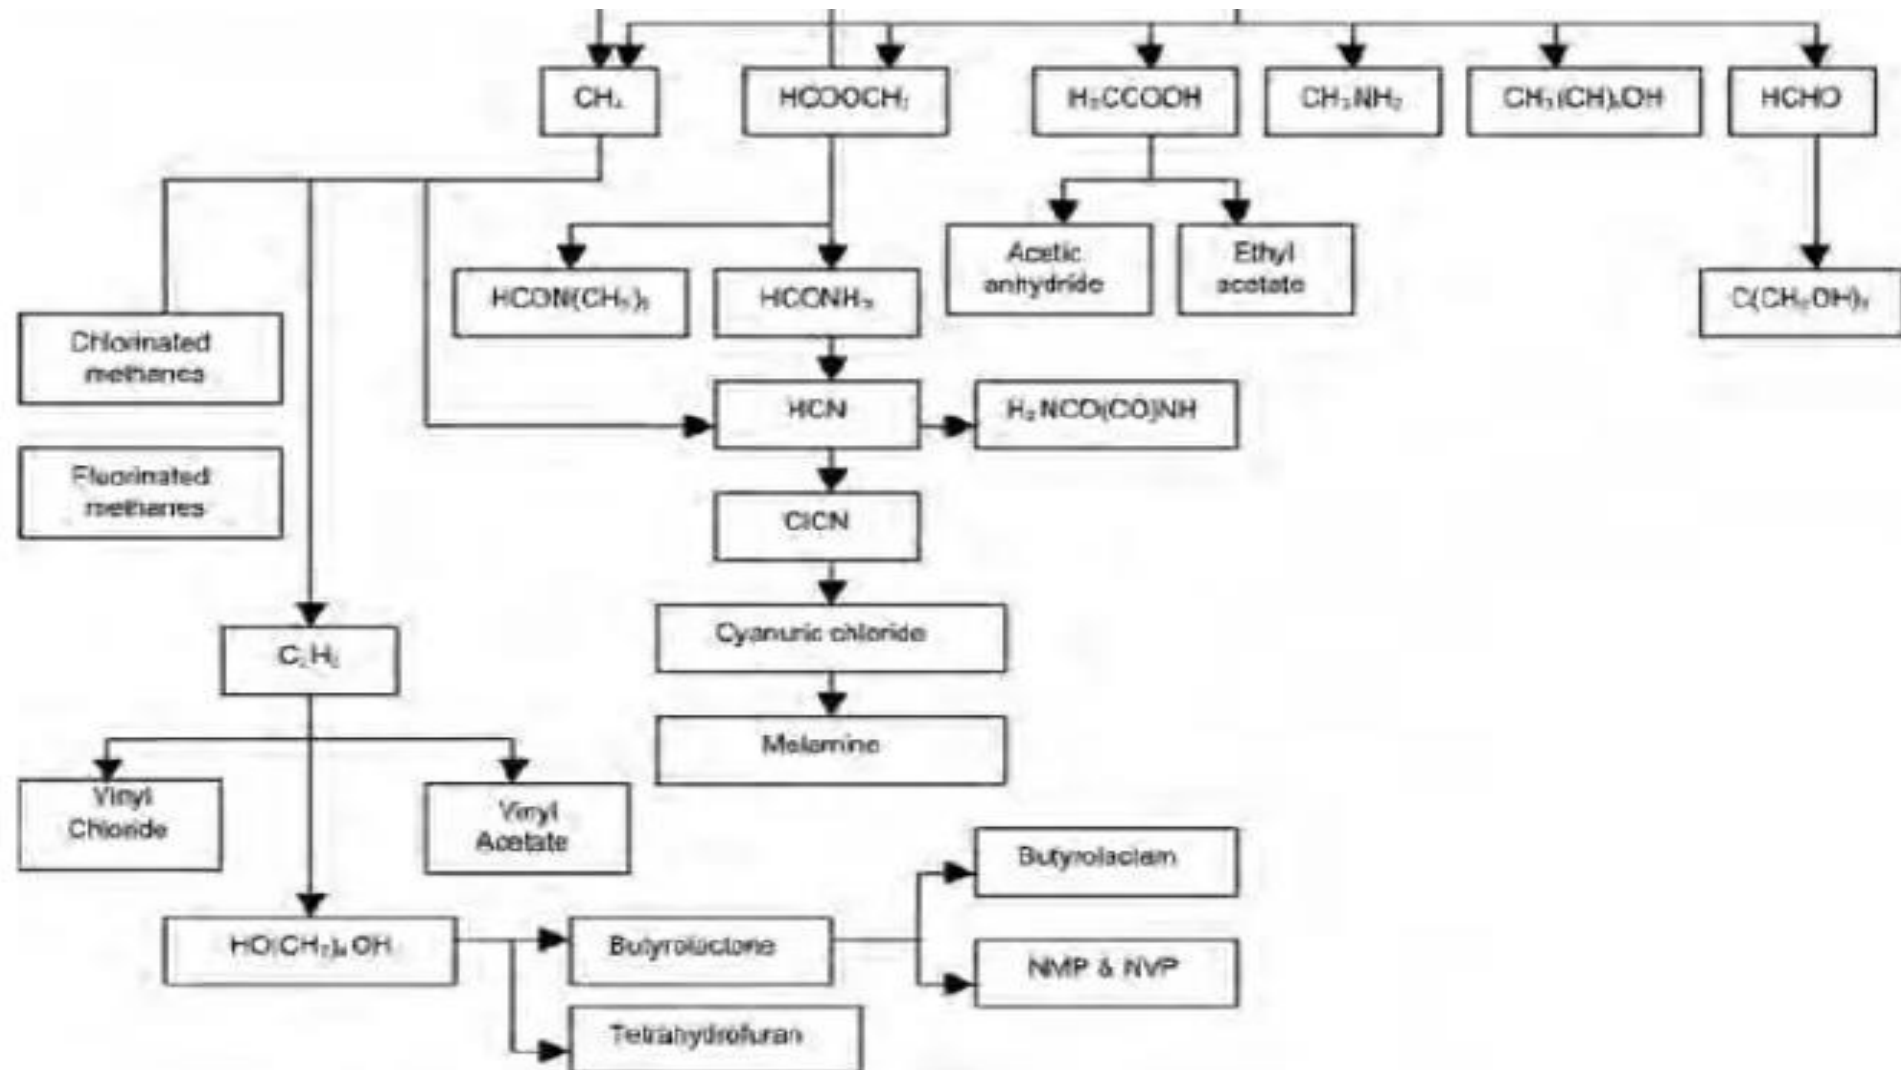 CH₄
HCOOCH₃
H₃CCOOH
CH₃NH₂
CH₃(CH)ₓOH
HCHO
Acetic
anhydride
Ethyl
acetate
HCON(CH₃)₂
HCONH₂
C(CH₂OH)₄
Chlorinated
methanes
HCN
H₂NCO(CO)NH
Fluorinated
methanes
ClCN
Cyanuric chloride
C₂H₂
Melamine
Vinyl
Chloride
Vinyl
Acetate
Butyrolactam
HO(CH₂)₄OH
Butyrolactone
NMP & NVP
Tetrahydrofuran